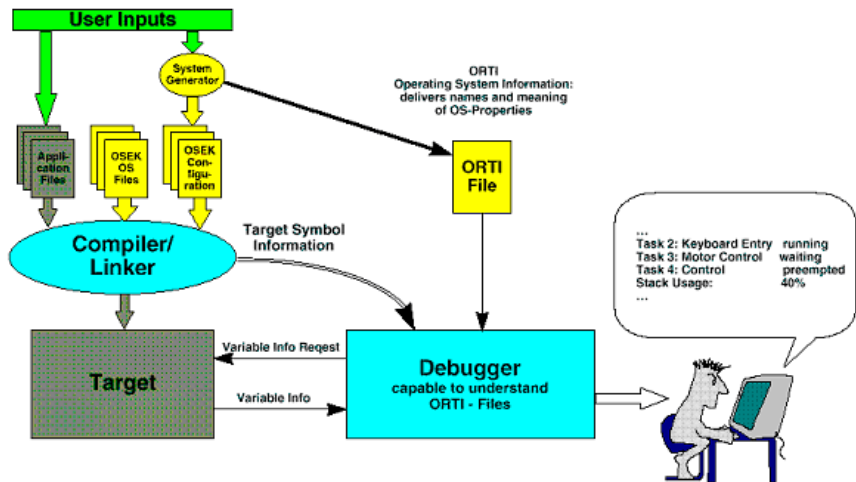 User Inputs
System
Generator
ORTI
Operating System Information:
delivers names and meaning
of OS-Properties
Appli-
cation
Files
OSEK
OS
Files
OSEK
Con-
figu-
ration
ORTI
File
Compiler/
Linker
Target Symbol
Information
...
Task 2: Keyboard Entry running
Task 3: Motor Control waiting
Task 4: Control preempted
Stack Usage: 40%
...
Target
Variable Info Reqest
Variable Info
Debugger
capable to understand
ORTI - Files